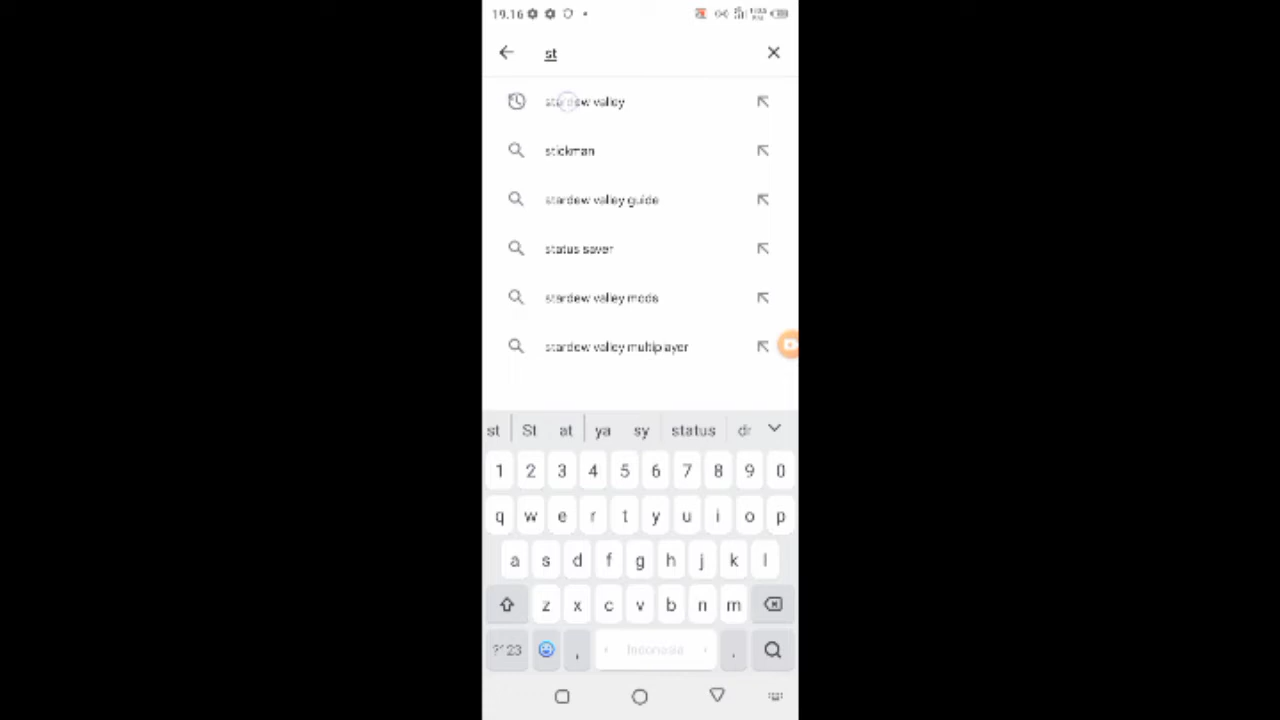 19.16
st
stardew valley
stickman
stardew valley guide
status saver
stardew valley mods
stardew valley multiplayer
st St at ya sy status dr
1 2 3 4 5 6 7 8 9 0
q w e r t y u i o p
a s d f g h j k l
z x c v b n m
?123 , Indonesia .